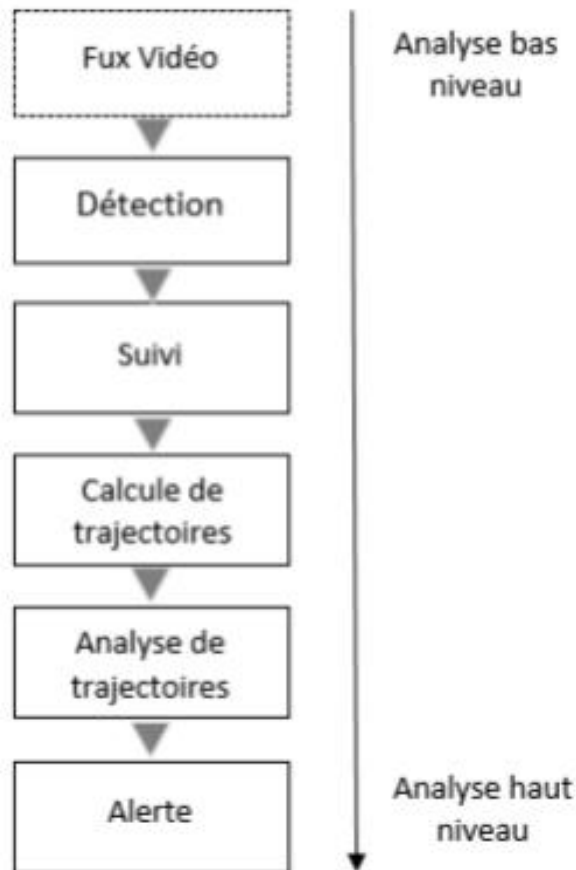 Fux Vidéo
Analyse bas
niveau
Détection
Suivi
Calcule de
trajectoires
Analyse de
trajectoires
Alerte
Analyse haut
niveau